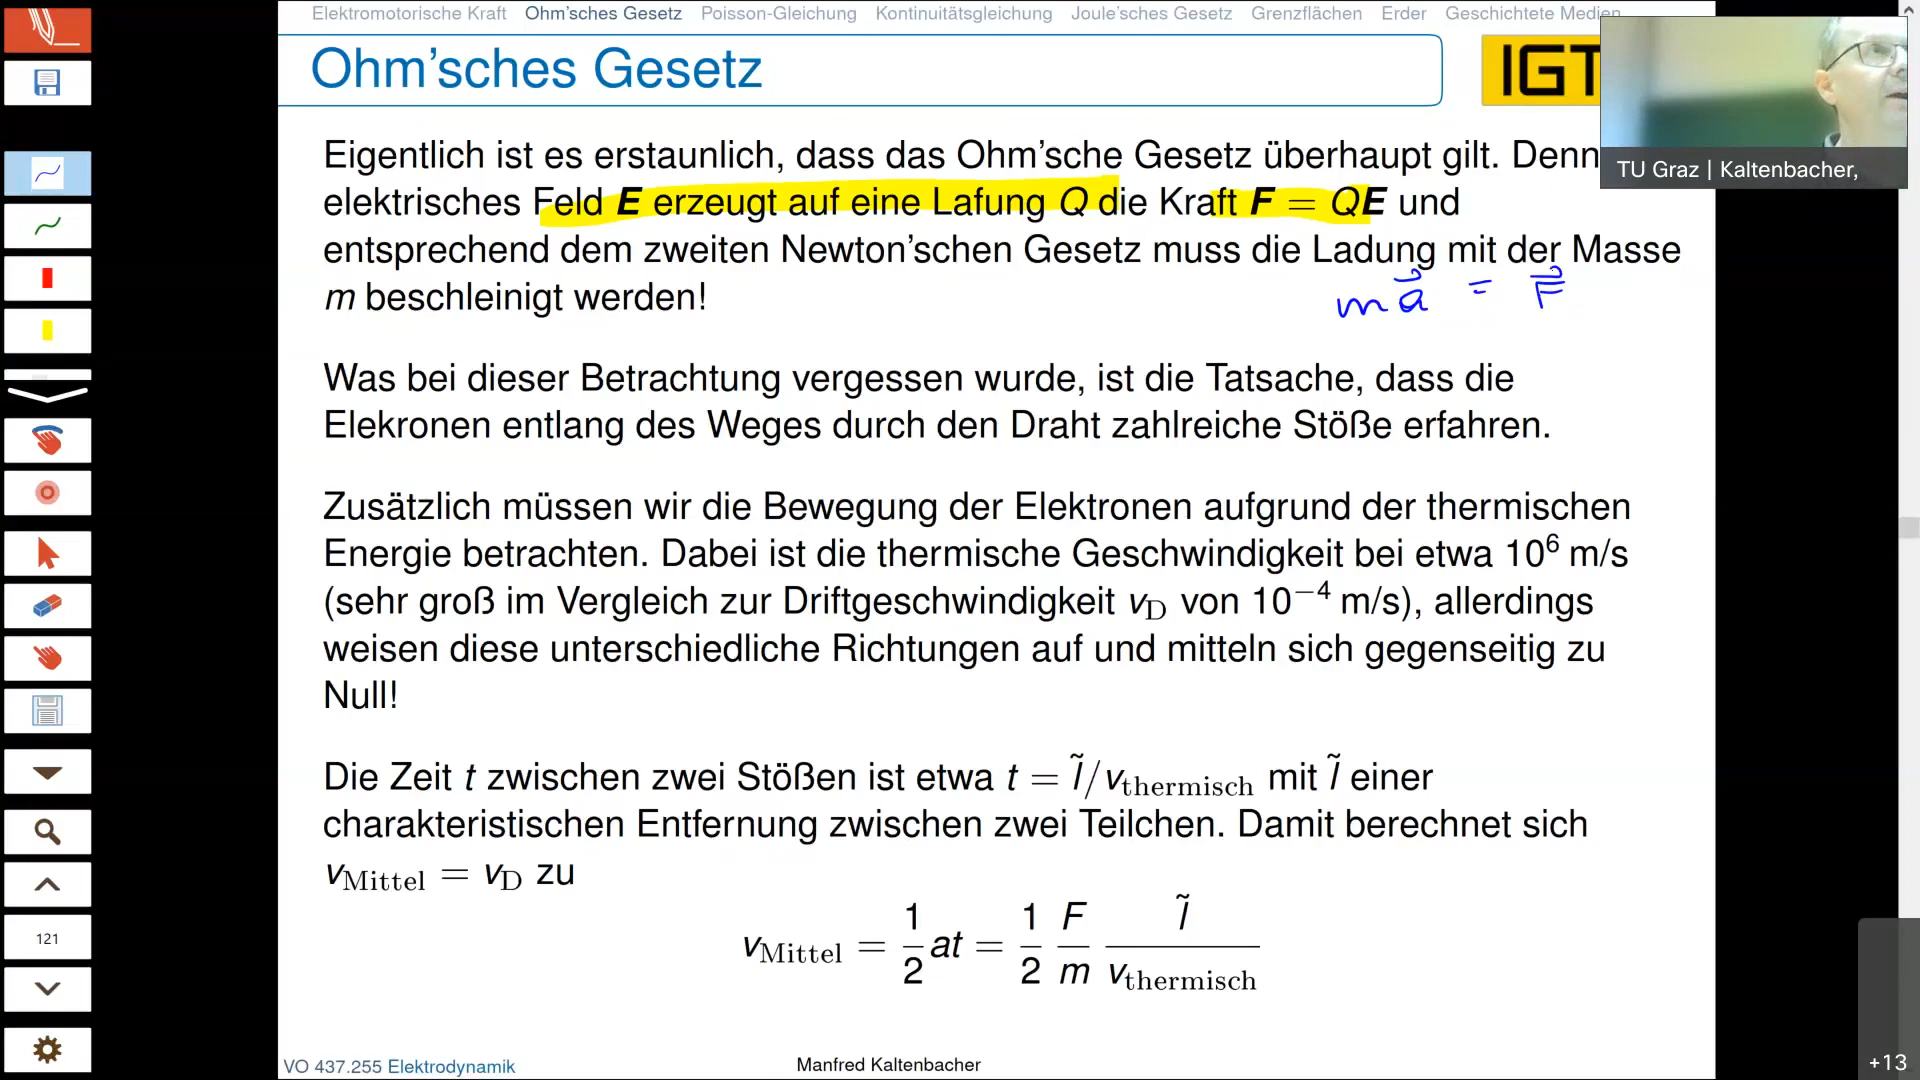 Elektromotorische Kraft Ohm'sches Gesetz Poisson-Gleichung Kontinuitätsgleichung Joule'sches Gesetz Grenzflächen Erder Geschichtete Medien
Ohm'sches Gesetz
IGT
TU Graz | Kaltenbacher,
Eigentlich ist es erstaunlich, dass das Ohm'sche Gesetz überhaupt gilt. Denn
elektrisches Feld E erzeugt auf eine Lafung Q die Kraft F = QE und
entsprechend dem zweiten Newton'schen Gesetz muss die Ladung mit der Masse
m beschleinigt werden!
m a⃗ = F⃗
Was bei dieser Betrachtung vergessen wurde, ist die Tatsache, dass die
Elekronen entlang des Weges durch den Draht zahlreiche Stöße erfahren.
Zusätzlich müssen wir die Bewegung der Elektronen aufgrund der thermischen
Energie betrachten. Dabei ist die thermische Geschwindigkeit bei etwa 10⁶ m/s
(sehr groß im Vergleich zur Driftgeschwindigkeit v_D von 10⁻⁴ m/s), allerdings
weisen diese unterschiedliche Richtungen auf und mitteln sich gegenseitig zu
Null!
Die Zeit t zwischen zwei Stößen ist etwa t = l̃/v_thermisch mit l̃ einer
charakteristischen Entfernung zwischen zwei Teilchen. Damit berechnet sich
v_Mittel = v_D zu
v_Mittel = 1/2 at = 1/2 F/m l̃/v_thermisch
121
VO 437.255 Elektrodynamik Manfred Kaltenbacher
+13